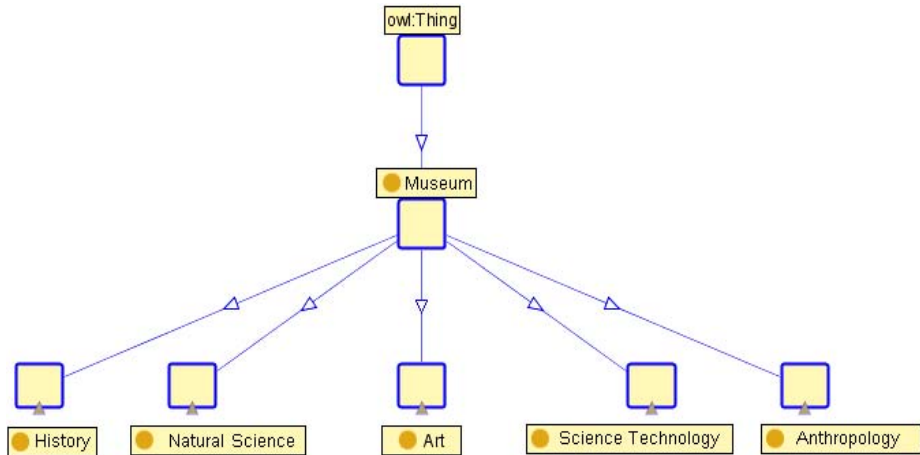 owl:Thing
Museum
History
Natural Science
Art
Science Technology
Anthropology